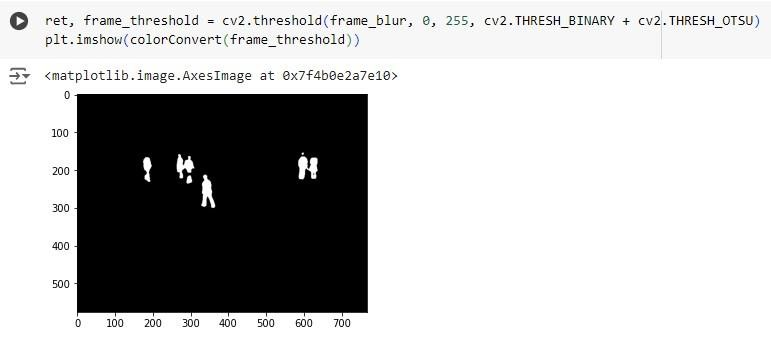 ret, frame_threshold = cv2.threshold(frame_blur, 0, 255, cv2.THRESH_BINARY + cv2.THRESH_OTSU)
plt.imshow(colorConvert(frame_threshold))
<matplotlib.image.AxesImage at 0x7f4b0e2a7e10>
0
100
200
300
400
500
0 100 200 300 400 500 600 700